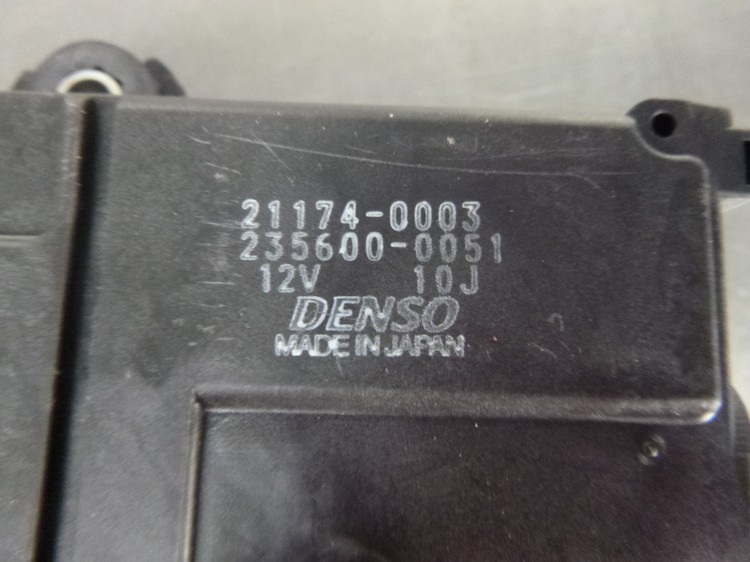 21174-0003
235600-0051
12V 10J
DENSO
MADE IN JAPAN